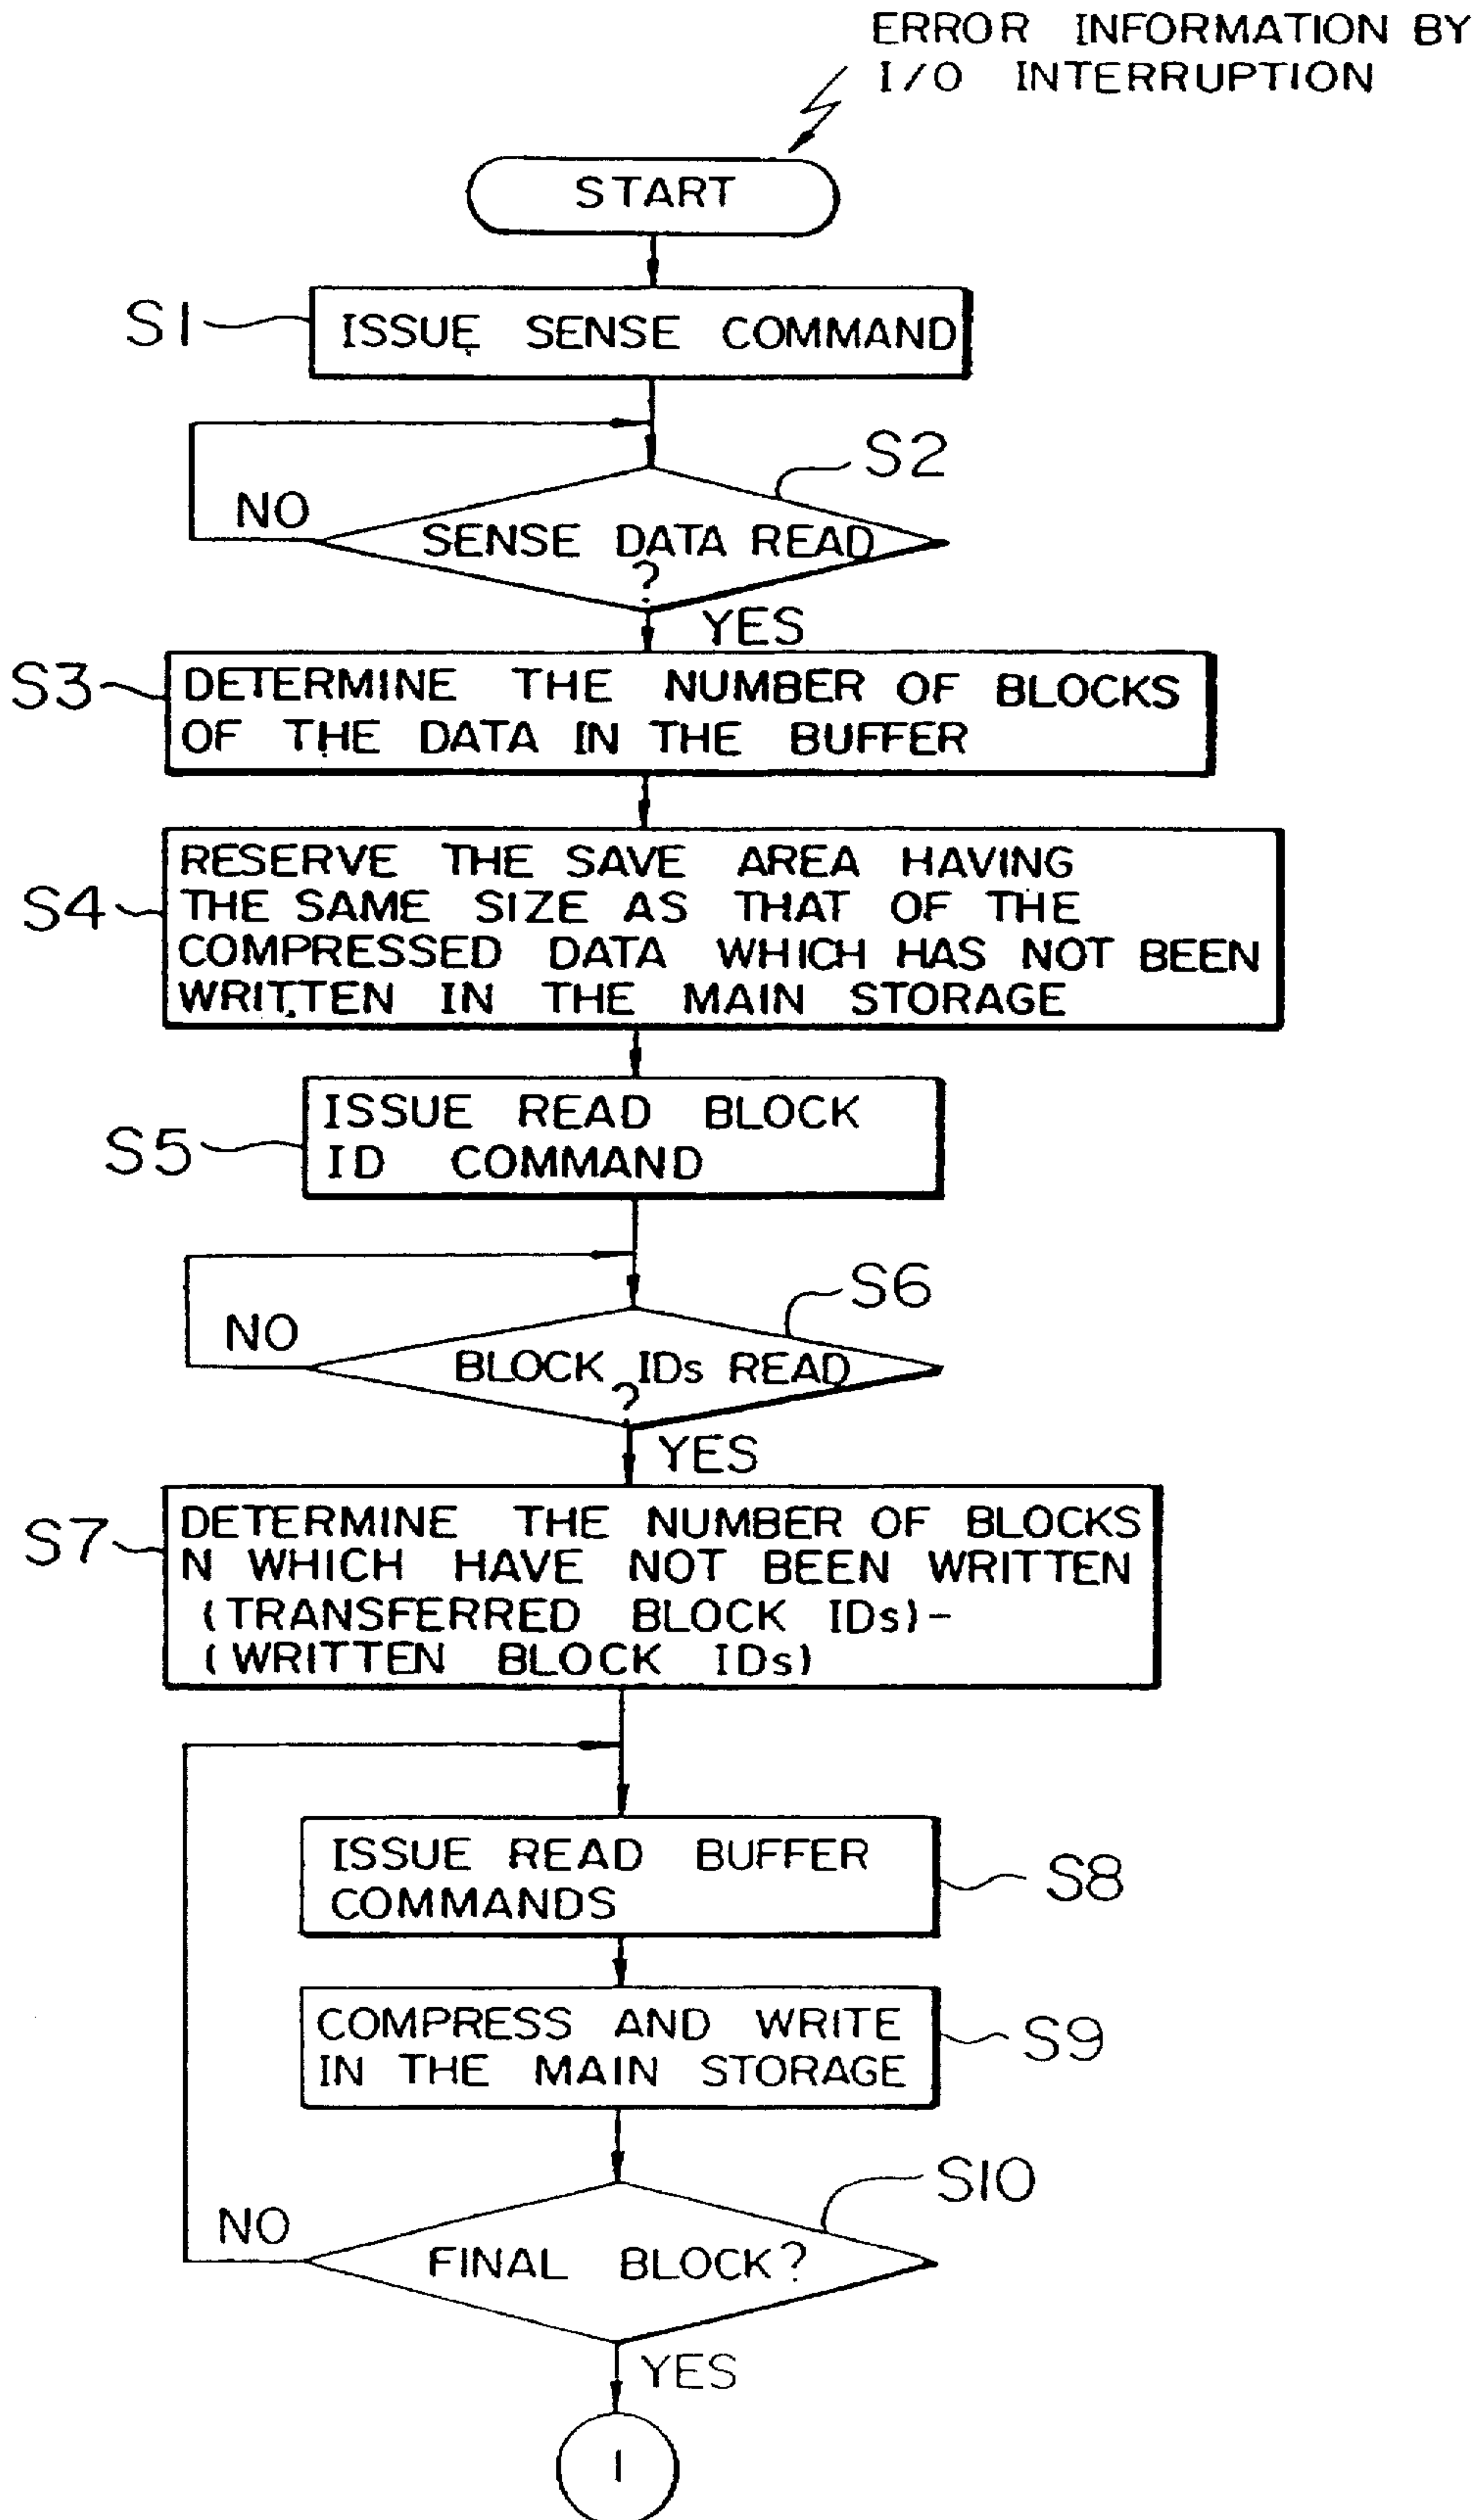 ERROR INFORMATION BY
I/O INTERRUPTION
START
S1
ISSUE SENSE COMMAND
S2
NO
SENSE DATA READ
?
YES
S3
DETERMINE THE NUMBER OF BLOCKS
OF THE DATA IN THE BUFFER
S4
RESERVE THE SAVE AREA HAVING
THE SAME SIZE AS THAT OF THE
COMPRESSED DATA WHICH HAS NOT BEEN
WRITTEN IN THE MAIN STORAGE
S5
ISSUE READ BLOCK
ID COMMAND
S6
NO
BLOCK IDs READ
?
YES
S7
DETERMINE THE NUMBER OF BLOCKS
N WHICH HAVE NOT BEEN WRITTEN
(TRANSFERRED BLOCK IDs)-
(WRITTEN BLOCK IDs)
ISSUE READ BUFFER
COMMANDS
S8
COMPRESS AND WRITE
IN THE MAIN STORAGE
S9
S10
NO
FINAL BLOCK?
YES
1